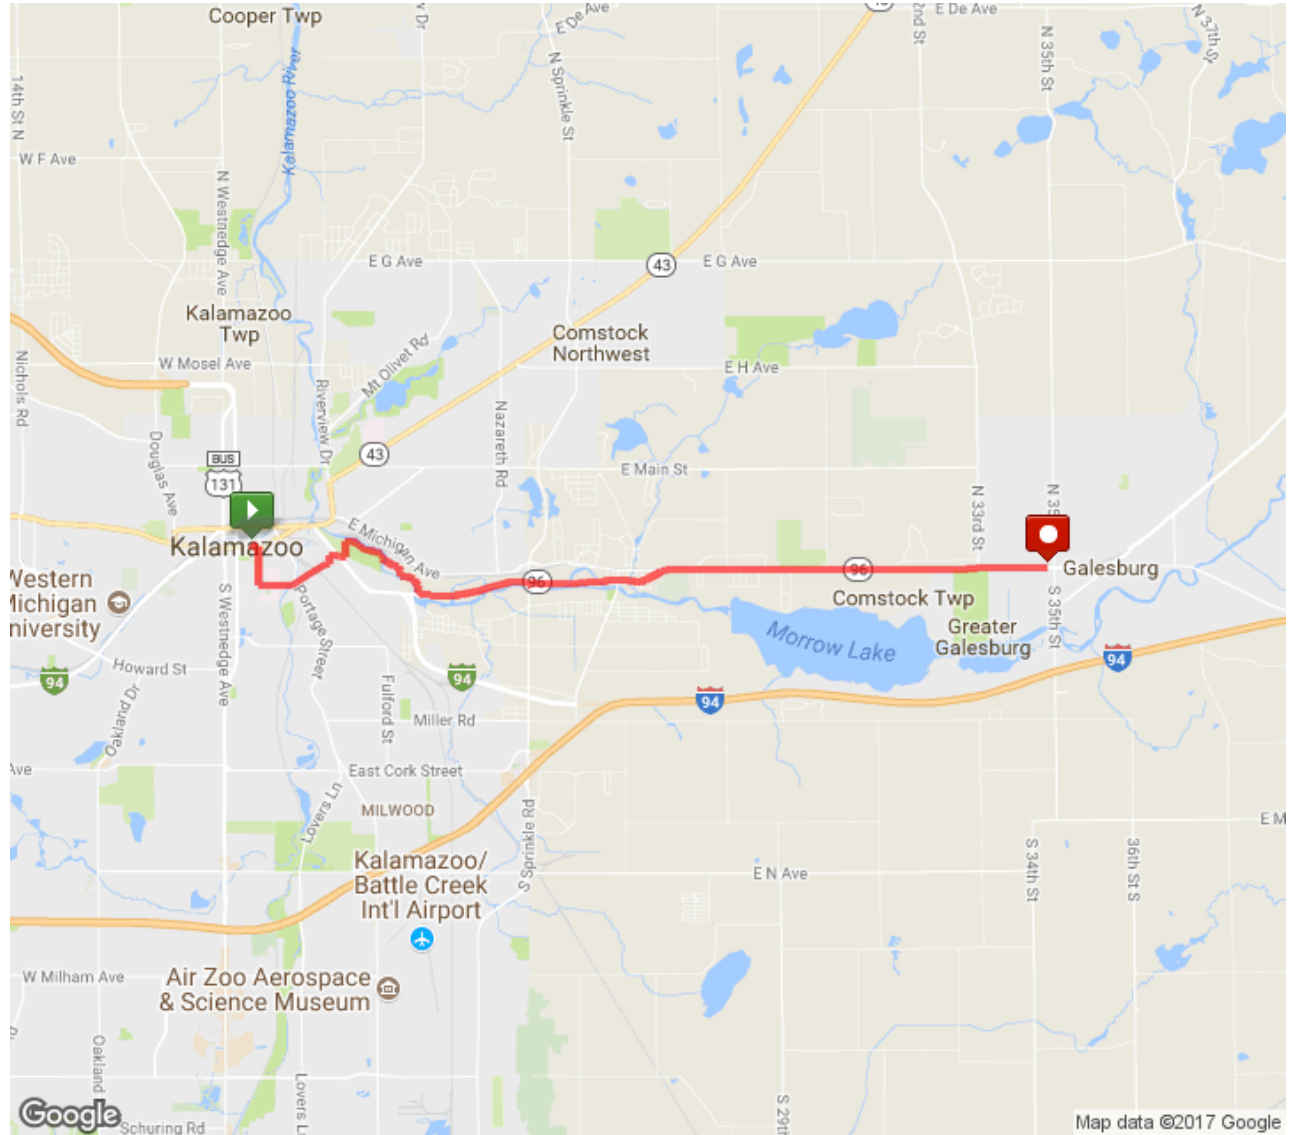 Cooper Twp
E De Ave
E De Ave
N 35th St
N 37th St
14th St N
Kalamazoo River
N Sprinkle St
W F Ave
N Westnedge Ave
E G Ave
43
E G Ave
Kalamazoo
Twp
Comstock
Northwest
W Mosel Ave
Mt Olivet Rd
E H Ave
Nichols Rd
Riverview Dr
Nazareth Rd
Douglas Ave
43
E Main St
BUS
131
N 33rd St
E Michigan Ave
Kalamazoo
96
96
Galesburg
Western
Michigan
University
S Westnedge Ave
Portage Street
Comstock Twp
Morrow Lake
Greater
Galesburg
S 35th St
Howard St
94
94
94
94
Oakland Dr
Fulford St
Miller Rd
East Cork Street
Lovers Ln
MILWOOD
S Sprinkle Rd
Kalamazoo/
Battle Creek
Int'l Airport
E N Ave
S 34th St
36th St S
W Milham Ave
Air Zoo Aerospace
& Science Museum
Oakland
Google
Schuring Rd
Map data ©2017 Google